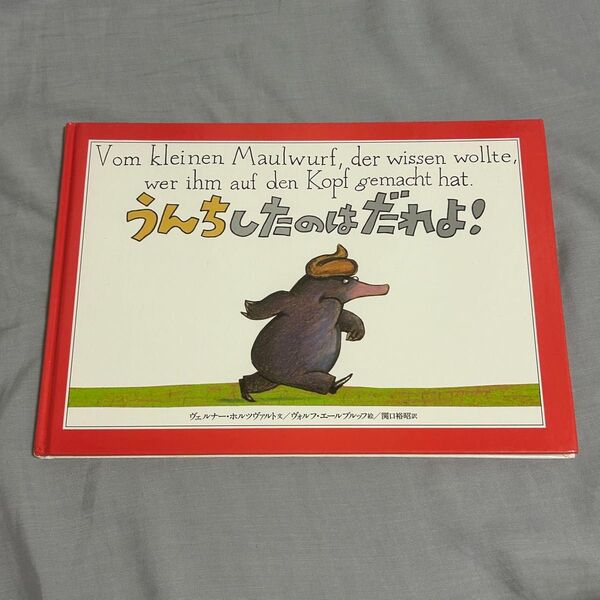 Vom kleinen Maulwurf, der wissen wollte,
wer ihm auf den Kopf gemacht hat.
うんちしたのはだれよ!
ヴェルナー・ホルツヴァルト文/ヴォルフ・エールブルッフ絵/関口裕昭訳